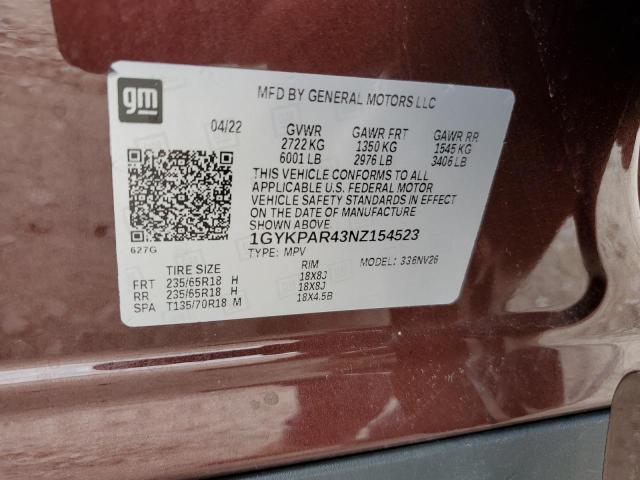 gm
MFD BY GENERAL MOTORS LLC
04/22 GVWR GAWR FRT GAWR RR
2722 KG 1350 KG 1545 KG
6001 LB 2976 LB 3406 LB
THIS VEHICLE CONFORMS TO ALL
APPLICABLE U.S. FEDERAL MOTOR
VEHICLE SAFETY STANDARDS IN EFFECT
ON THE DATE OF MANUFACTURE
SHOWN ABOVE
627G 1GYKPAR43NZ154523
TYPE: MPV MODEL: 336NV26
TIRE SIZE RIM
FRT 235/65R18 H 18X8J
RR 235/65R18 H 18X8J
SPA T135/70R18 M 18X4.5B